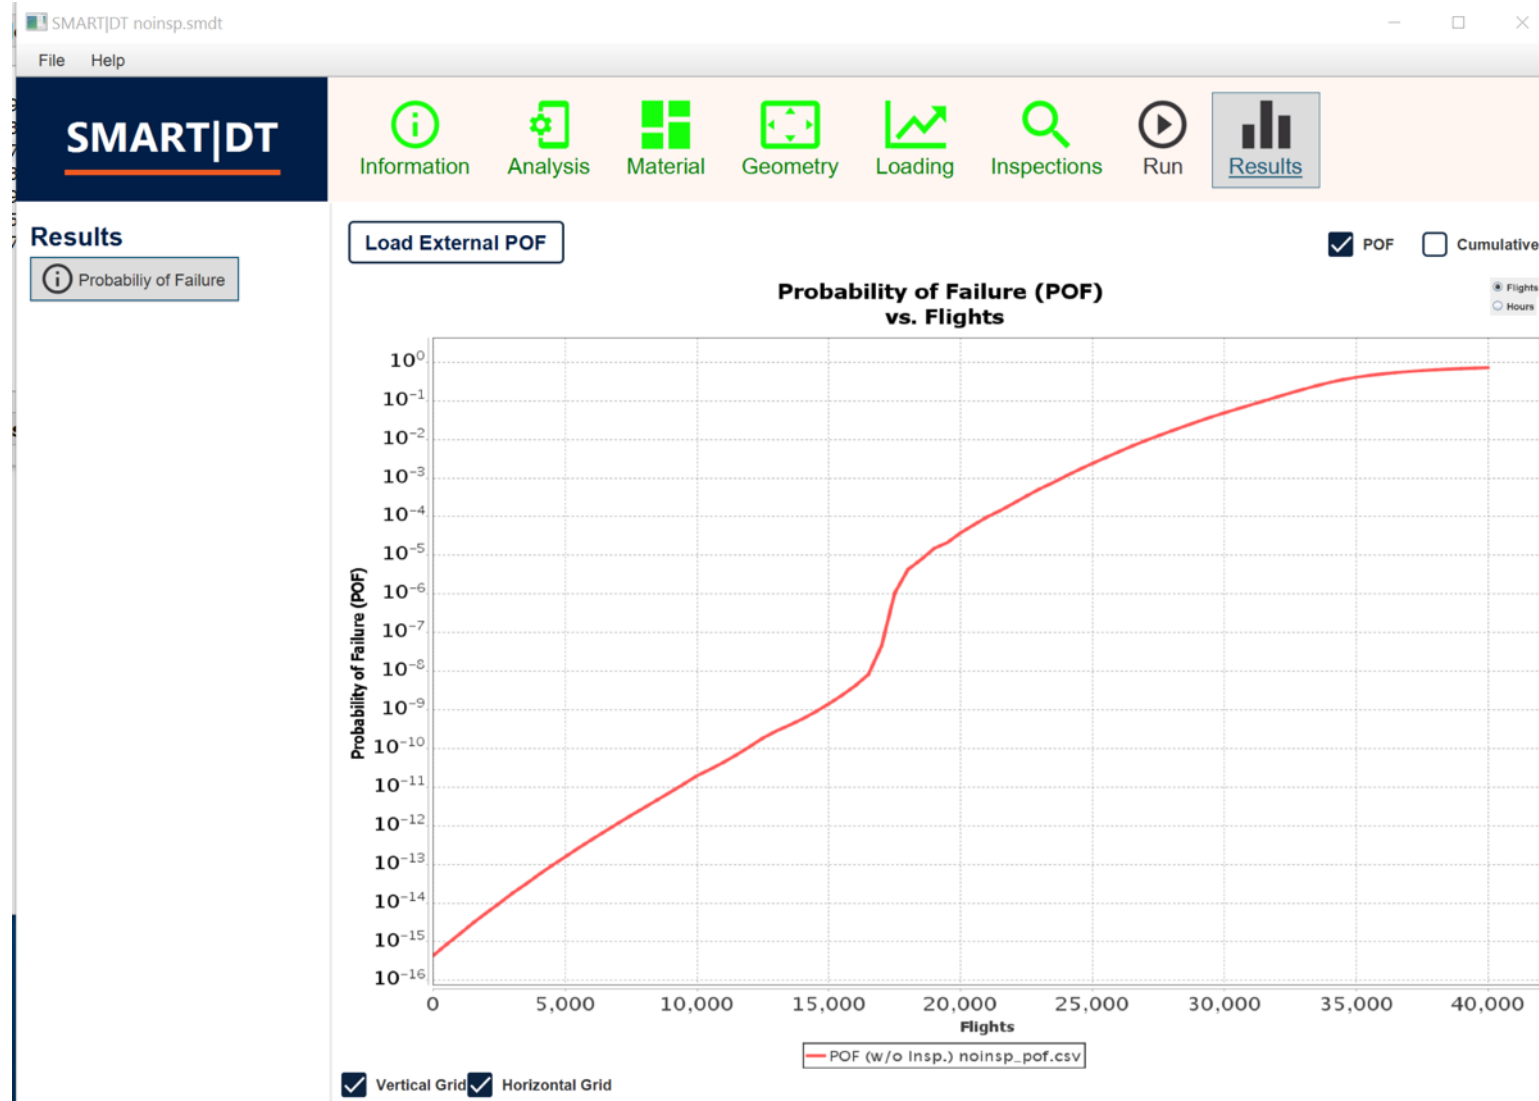 SMART|DT noinsp.smdt
File Help
SMART|DT
Information Analysis Material Geometry Loading Inspections Run Results
Results
Probabiliy of Failure
Load External POF
POF Cumulative
Probability of Failure (POF)
vs. Flights
Flights
Hours
Probability of Failure (POF)
10⁰
10⁻¹
10⁻²
10⁻³
10⁻⁴
10⁻⁵
10⁻⁶
10⁻⁷
10⁻⁸
10⁻⁹
10⁻¹⁰
10⁻¹¹
10⁻¹²
10⁻¹³
10⁻¹⁴
10⁻¹⁵
10⁻¹⁶
0 5,000 10,000 15,000 20,000 25,000 30,000 35,000 40,000
Flights
POF (w/o Insp.) noinsp_pof.csv
Vertical Grid Horizontal Grid